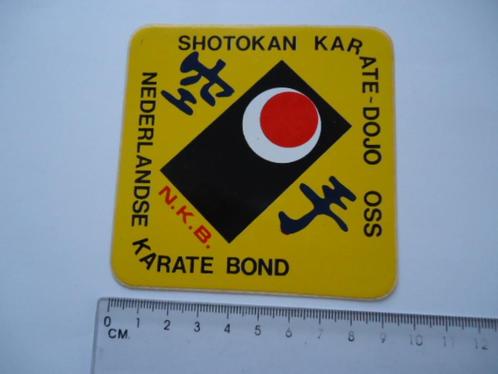 SHOTOKAN KARATE-DOJO OSS
空手
N.K.B.
NEDERLANDSE KARATE BOND
0 1 2 3 4 5 6 7 8 9 10 11 12
CM.